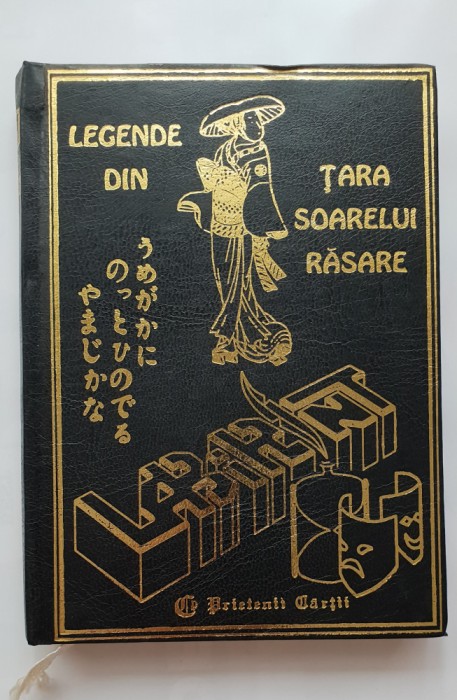 LEGENDE
DIN
ȚARA
SOARELUI
RĂSARE
うめがかに
のっとひのでる
やまじかな
Prietenii Cărţii